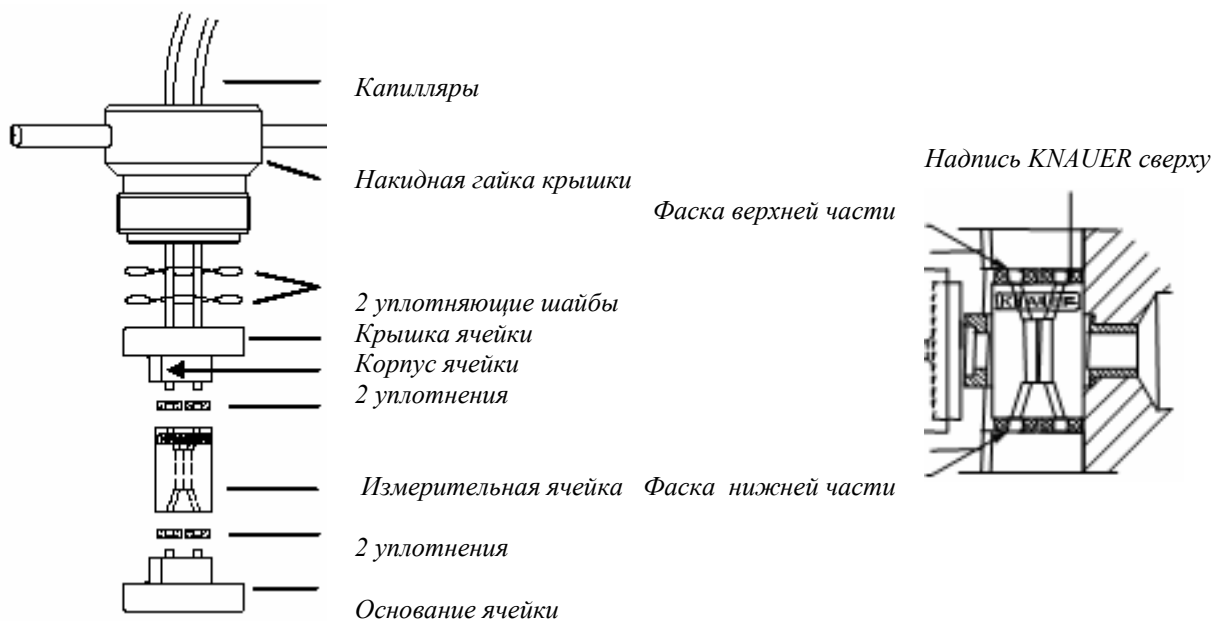 Капилляры
Накидная гайка крышки
2 уплотняющие шайбы
Крышка ячейки
Корпус ячейки
2 уплотнения
Измерительная ячейка
2 уплотнения
Основание ячейки
Надпись KNAUER сверху
Фаска верхней части
Фаска нижней части